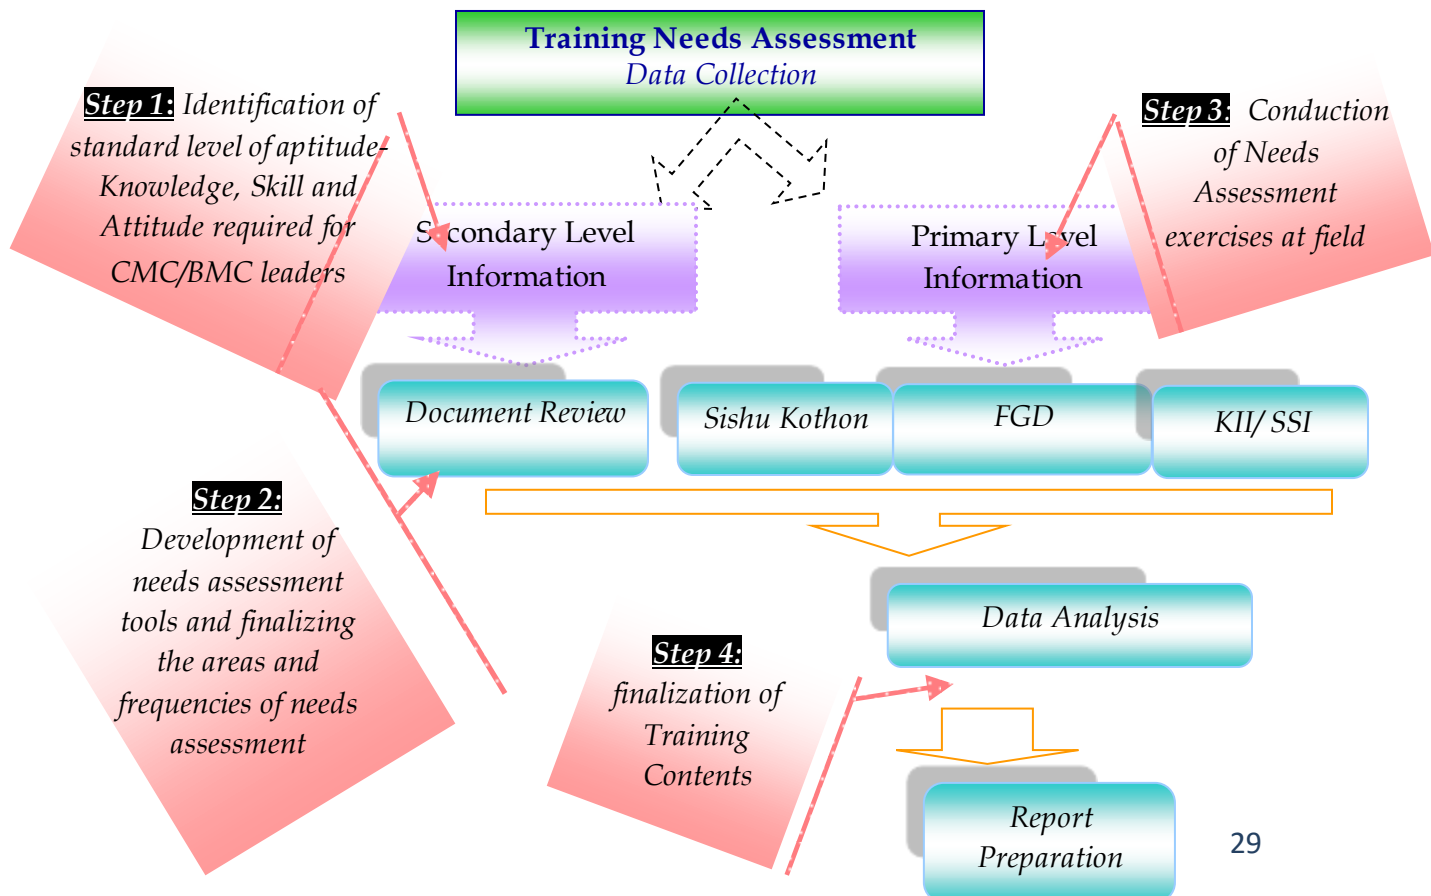 Training Needs Assessment
Data Collection
Step 1: Identification of
standard level of aptitude-
Knowledge, Skill and
Attitude required for
CMC/BMC leaders
Step 3: Conduction
of Needs
Assessment
exercises at field
Secondary Level
Information
Primary Level
Information
Document Review
Sishu Kothon
FGD
KII/ SSI
Step 2:
Development of
needs assessment
tools and finalizing
the areas and
frequencies of needs
assessment
Data Analysis
Step 4:
finalization of
Training
Contents
Report
Preparation
29